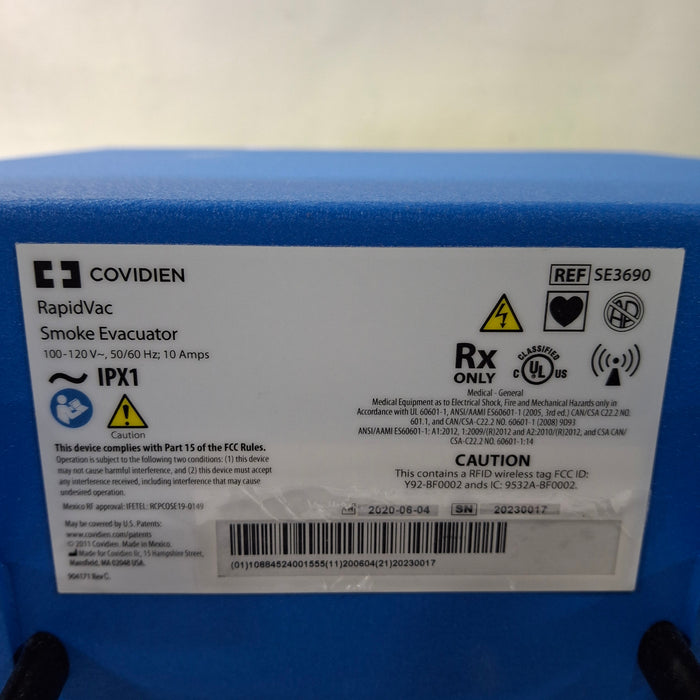 COVIDIEN
REF SE3690
RapidVac
Smoke Evacuator
100-120 V~, 50/60 Hz; 10 Amps
IPX1
Caution
Rx
ONLY
CLASSIFIED
C UL US
Medical - General
Medical Equipment as to Electrical Shock, Fire and Mechanical Hazards only in
Accordance with UL 60601-1, ANSI/AAMI ES60601-1 (2005, 3rd ed.) CAN/CSA C22.2 NO.
601.1, and CAN/CSA-C22.2 NO. 60601-1 (2008) 9093
ANSI/AAMI ES60601-1: A1:2012, 1:2009/(R)2012 and A2:2010/(R)2012, and CSA CAN/
CSA-C22.2 NO. 60601-1:14
This device complies with Part 15 of the FCC Rules.
Operation is subject to the following two conditions: (1) this device
may not cause harmful interference, and (2) this device must accept
any interference received, including interference that may cause
undesired operation.
CAUTION
This contains a RFID wireless tag FCC ID:
Y92-BF0002 ands IC: 9532A-BF0002.
Mexico RF approval: IFETEL: RCPCOSE19-0149
2020-06-04 SN 20230017
May be covered by U.S. Patents:
www.covidien.com/patents
© 2011 Covidien. Made in Mexico.
Made for Covidien llc, 15 Hampshire Street,
Mansfield, MA 02048 USA.
904171 Rev C.
(01)10884524001555(11)200604(21)20230017